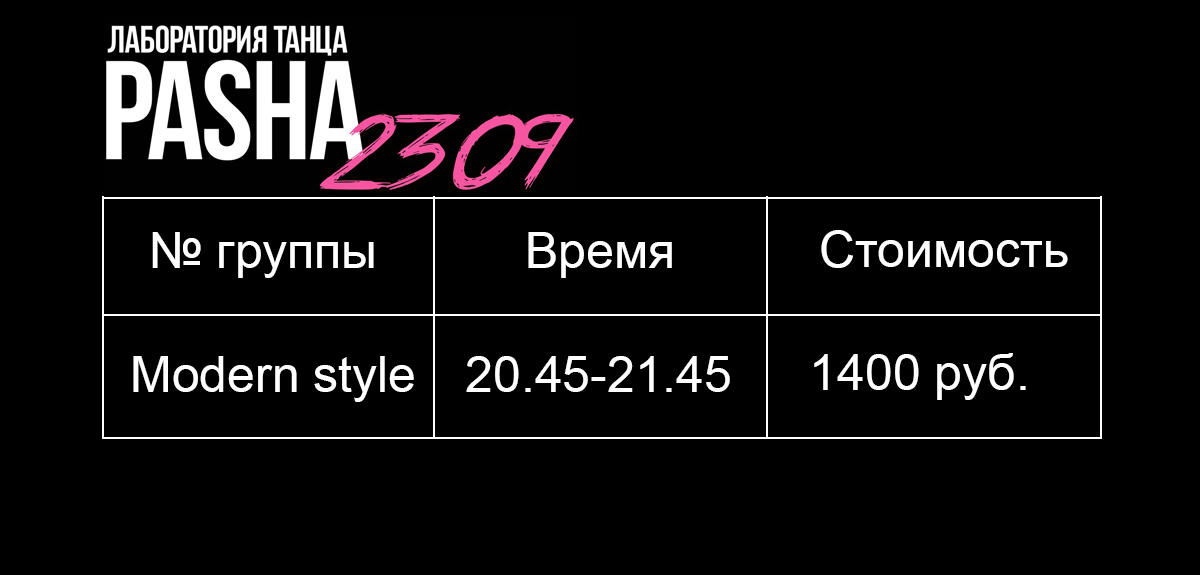 ЛАБОРАТОРИЯ ТАНЦА
PASHA
2309
№ группы Время Стоимость
Modern style 20.45-21.45 1400 руб.